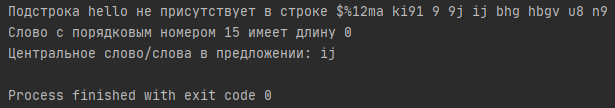 Подстрока hello не присутствует в строке $%12ma ki91 9 9j ij bhg hbgv u8 n9
Слово с порядковым номером 15 имеет длину 0
Центральное слово/слова в предложении: ij
Process finished with exit code 0